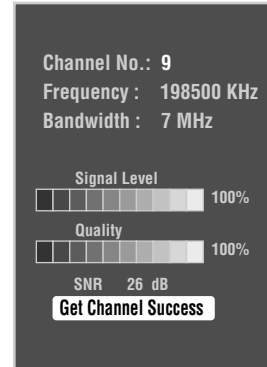 Channel No.: 9
Frequency : 198500 KHz
Bandwidth : 7 MHz
Signal Level
100%
Quality
100%
SNR 26 dB
Get Channel Success